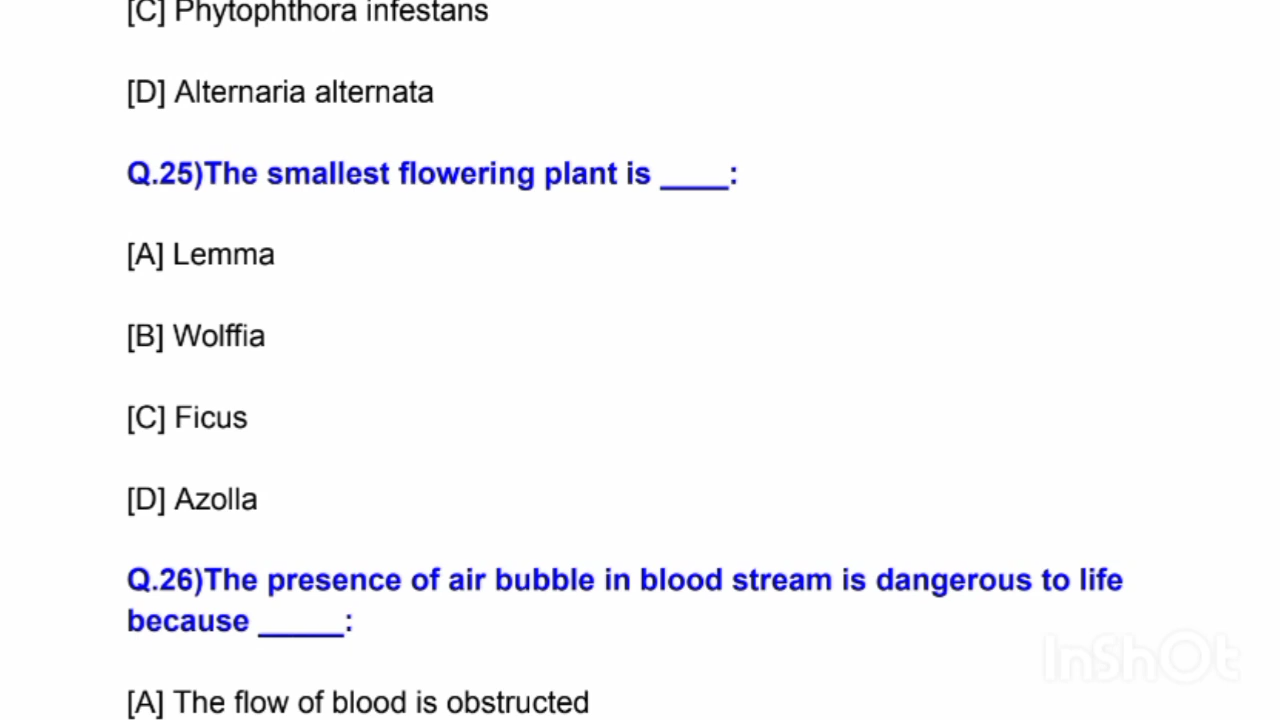 [C] Phytophthora infestans
[D] Alternaria alternata
Q.25)The smallest flowering plant is ____:
[A] Lemma
[B] Wolffia
[C] Ficus
[D] Azolla
Q.26)The presence of air bubble in blood stream is dangerous to life
because _____:
[A] The flow of blood is obstructed
InShOt